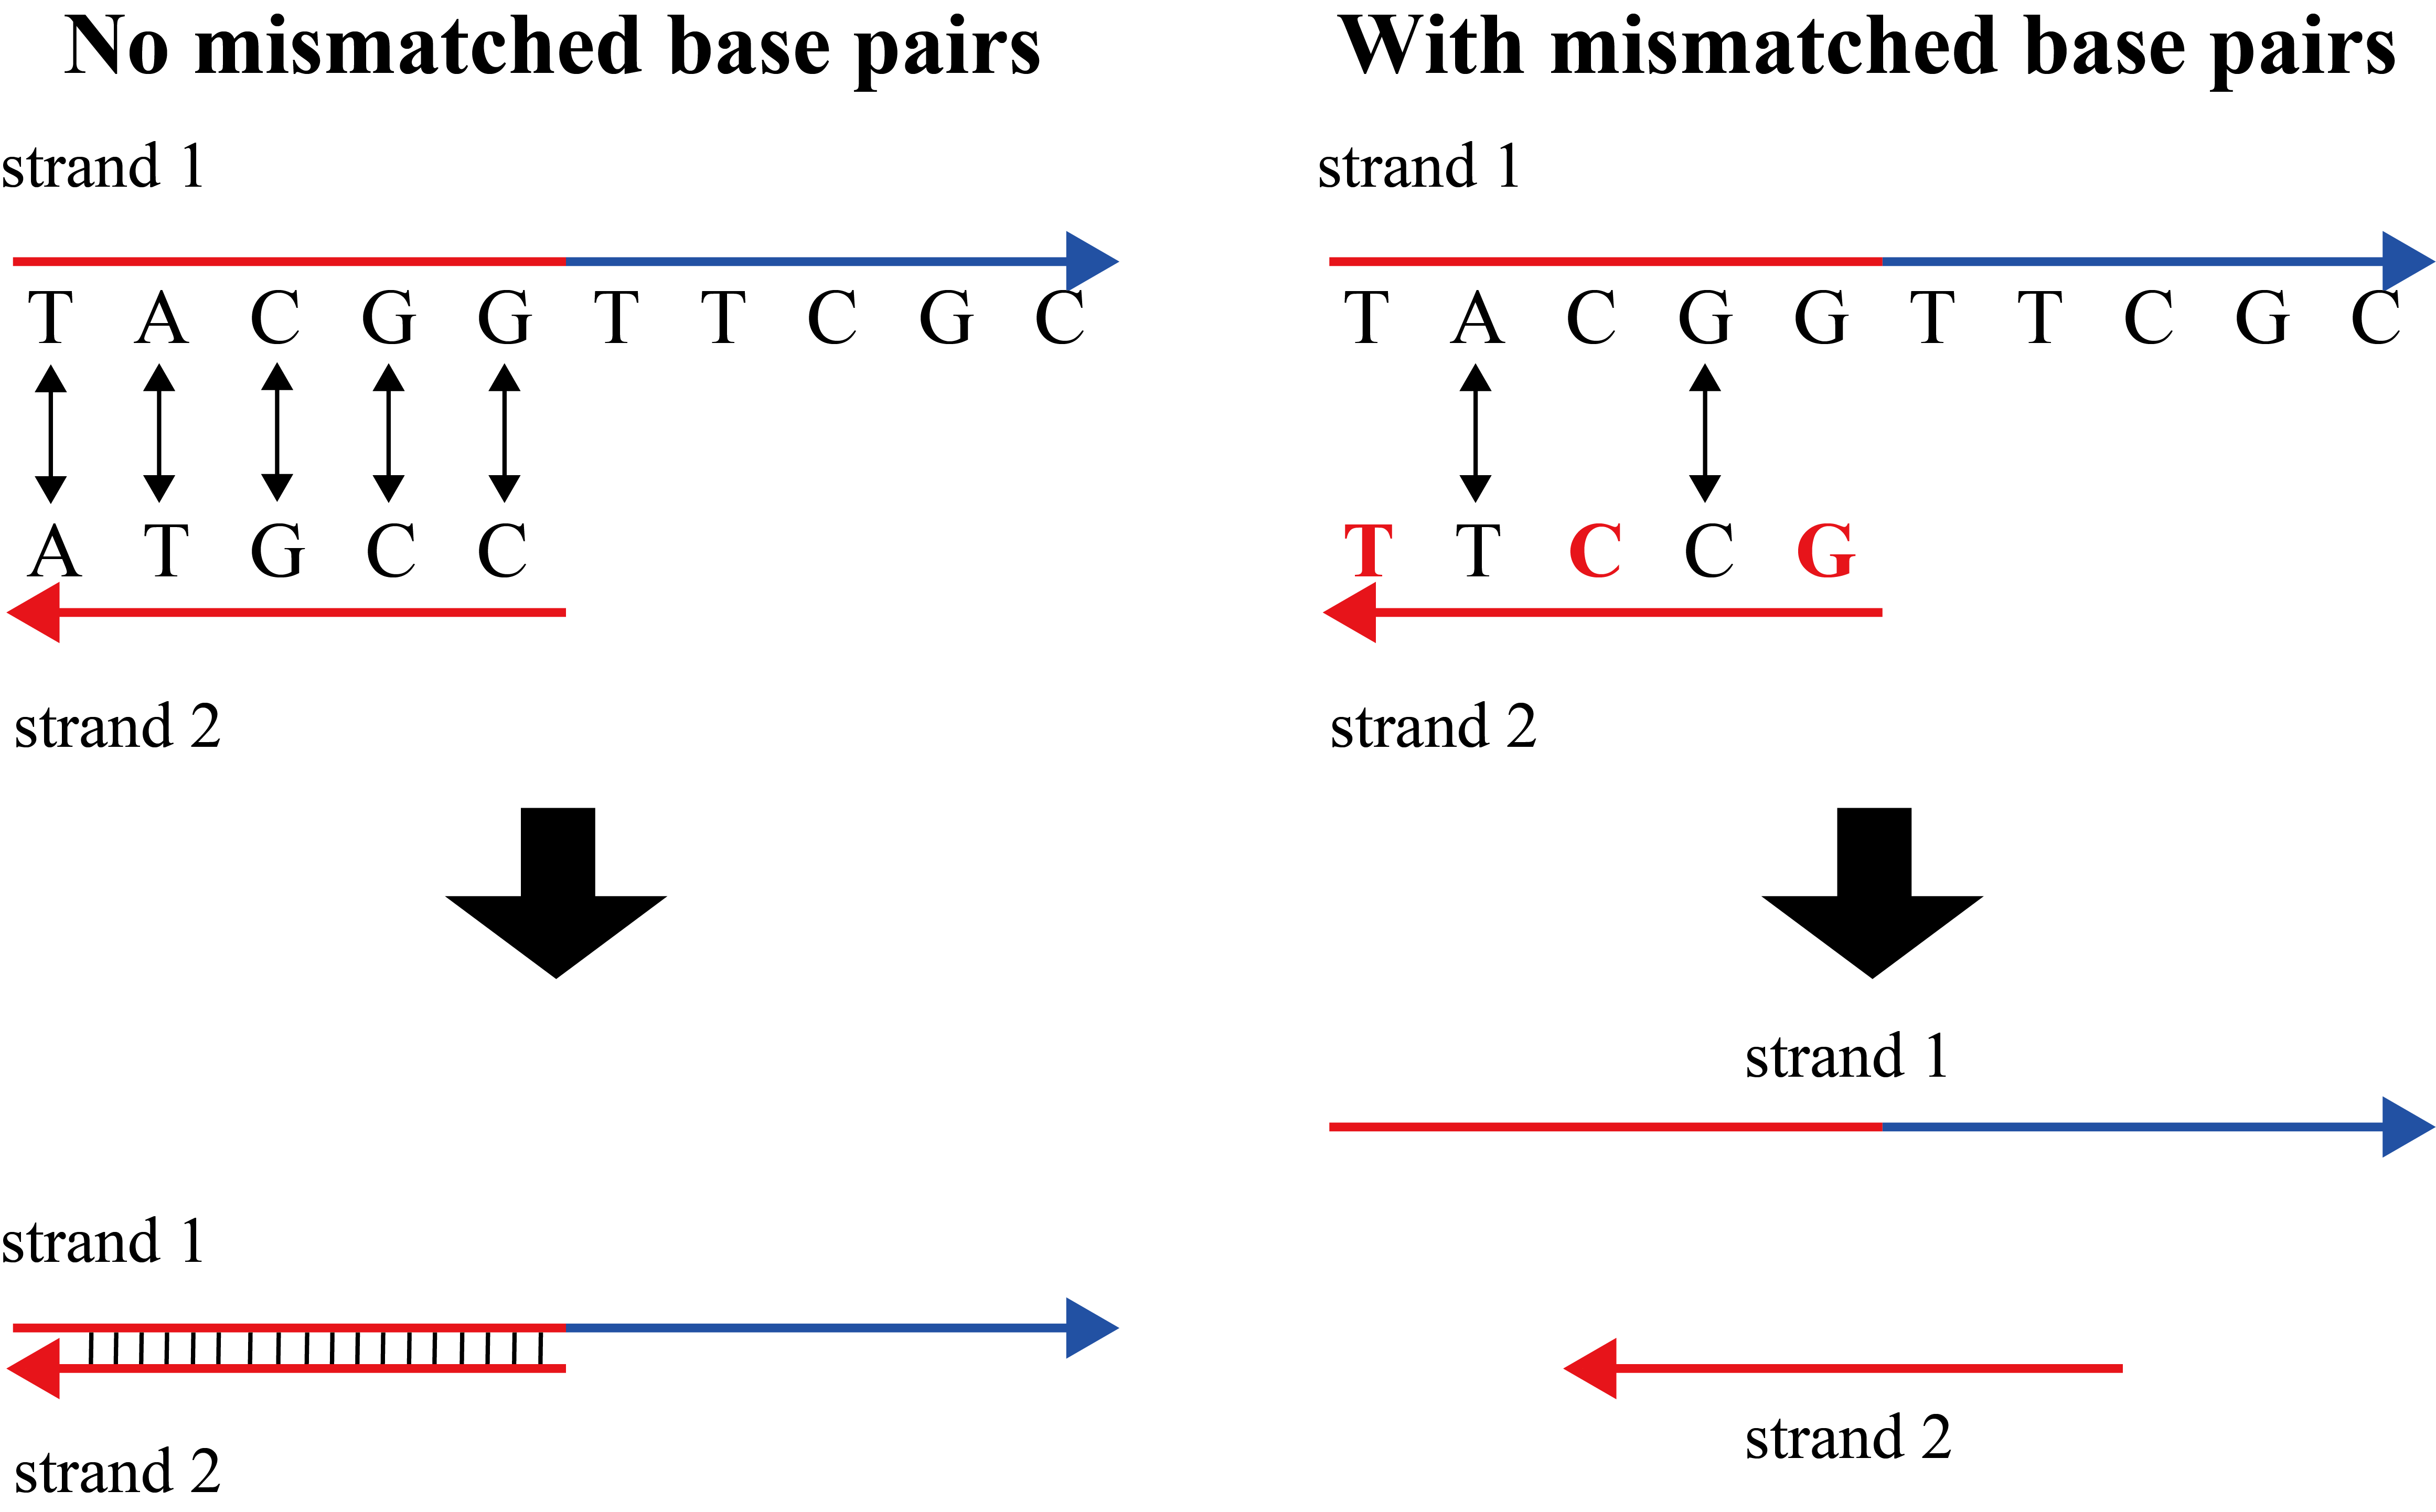 No mismatched base pairs
strand 1
T A C G G T T C G C
A T G C C
strand 2
strand 1
strand 2
With mismatched base pairs
strand 1
T A C G G T T C G C
T T C C G
strand 2
strand 1
strand 2